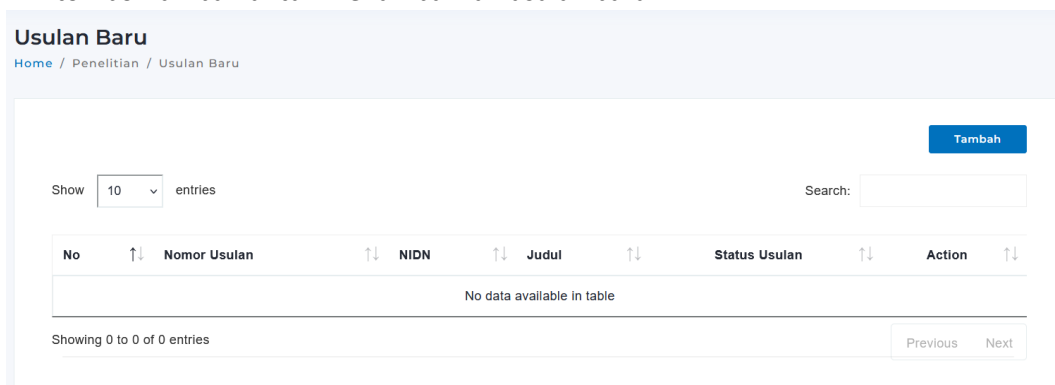 Usulan Baru
Home / Penelitian / Usulan Baru
Tambah
Show 10 entries Search:
No Nomor Usulan NIDN Judul Status Usulan Action
No data available in table
Showing 0 to 0 of 0 entries
Previous Next